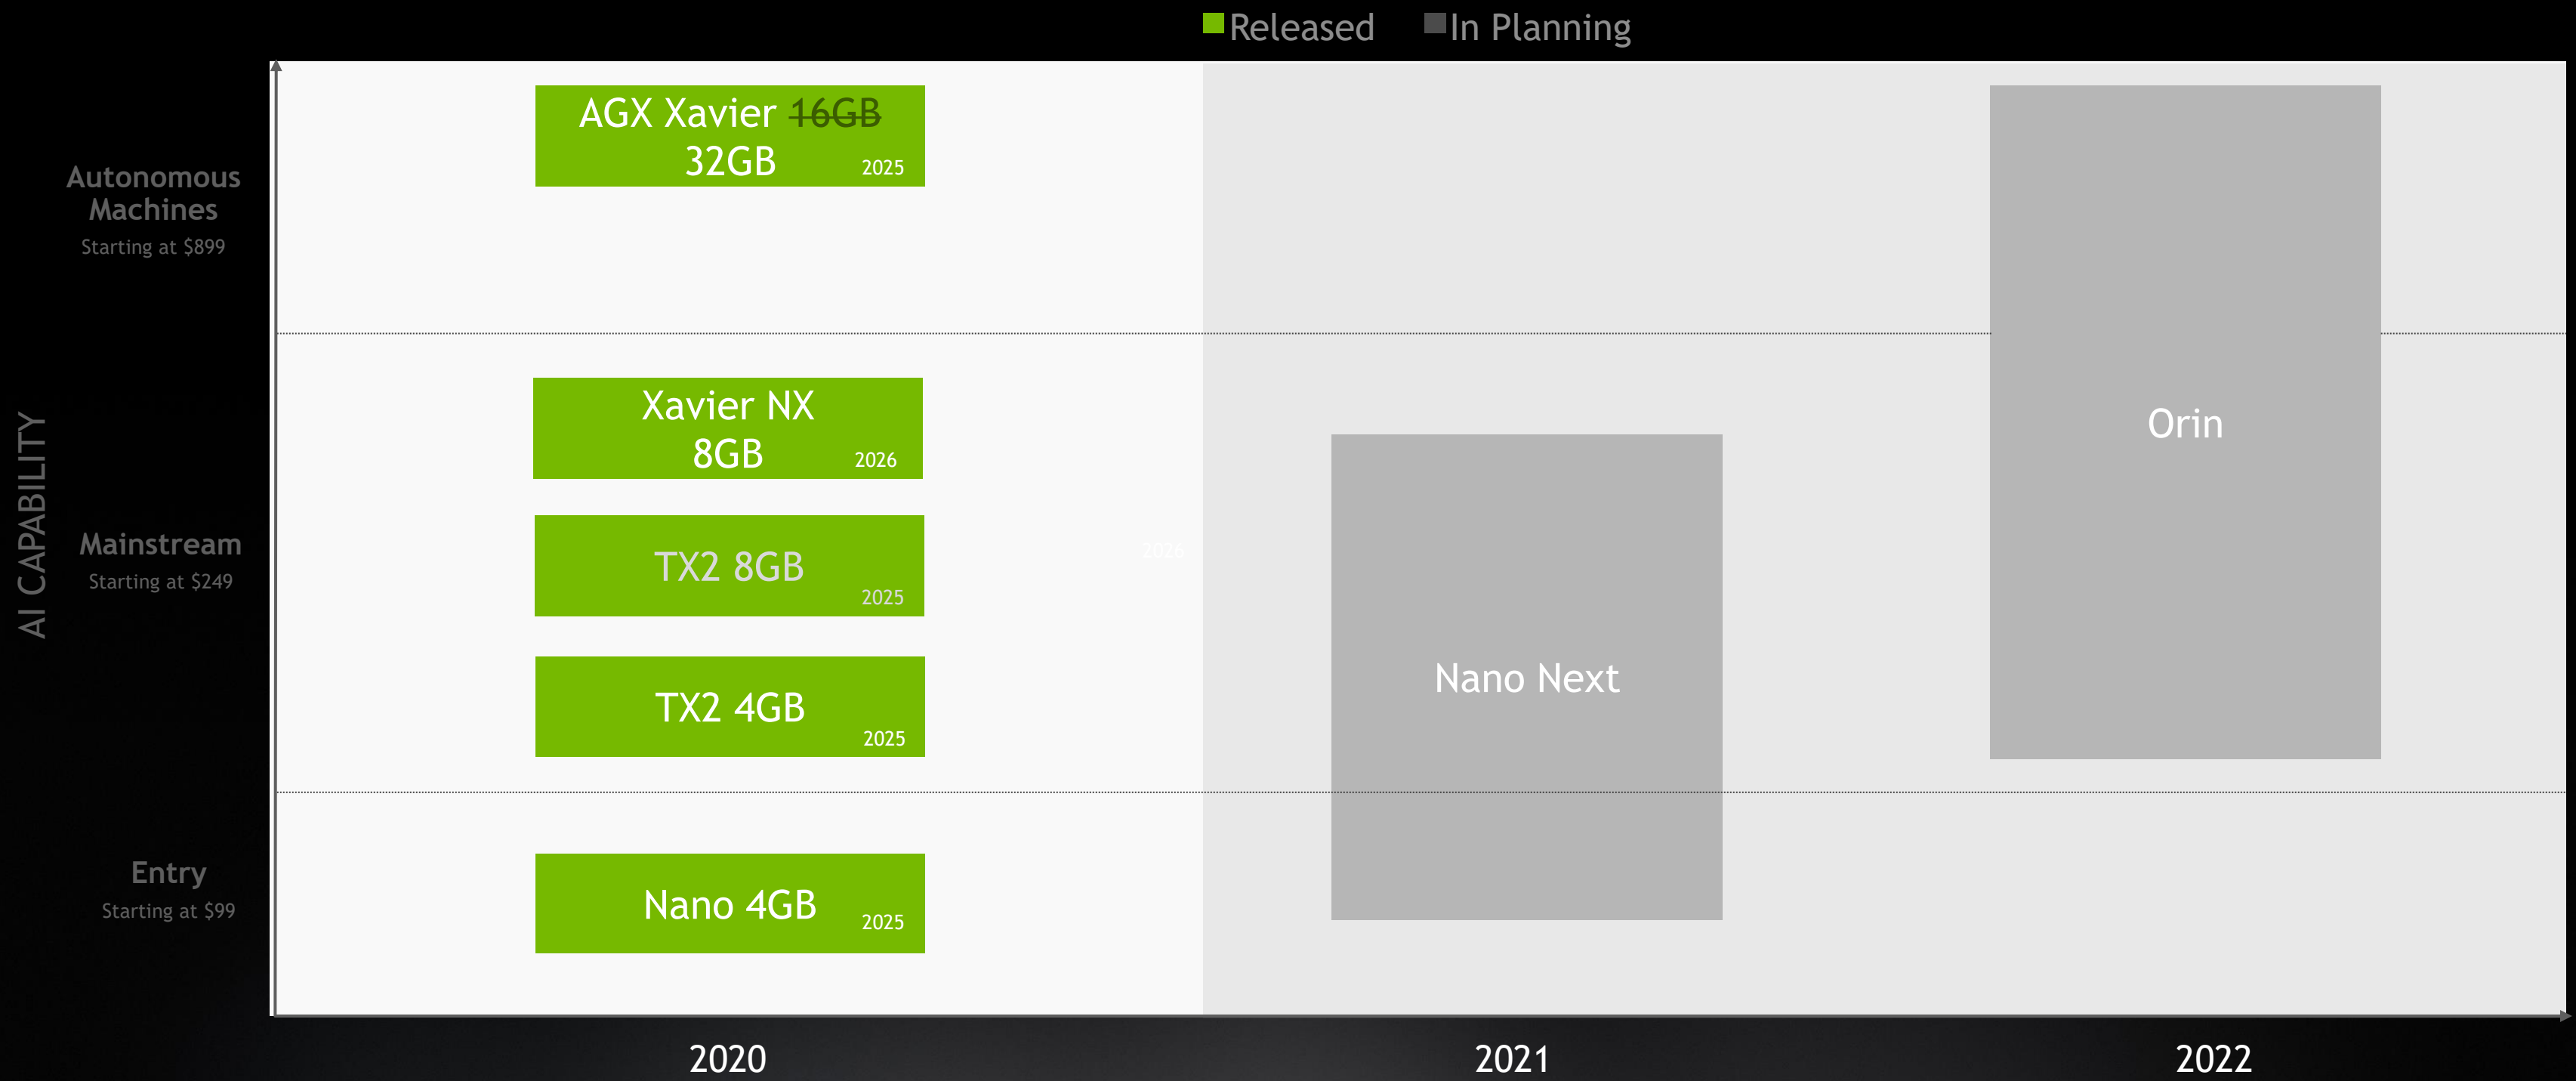 Released
In Planning
AGX Xavier 16GB
32GB
2025
Autonomous
Machines
Starting at $899
Xavier NX
8GB
2026
Orin
AI CAPABILITY
Mainstream
Starting at $249
TX2 8GB
2025
2026
Nano Next
TX2 4GB
2025
Entry
Starting at $99
Nano 4GB
2025
2020
2021
2022